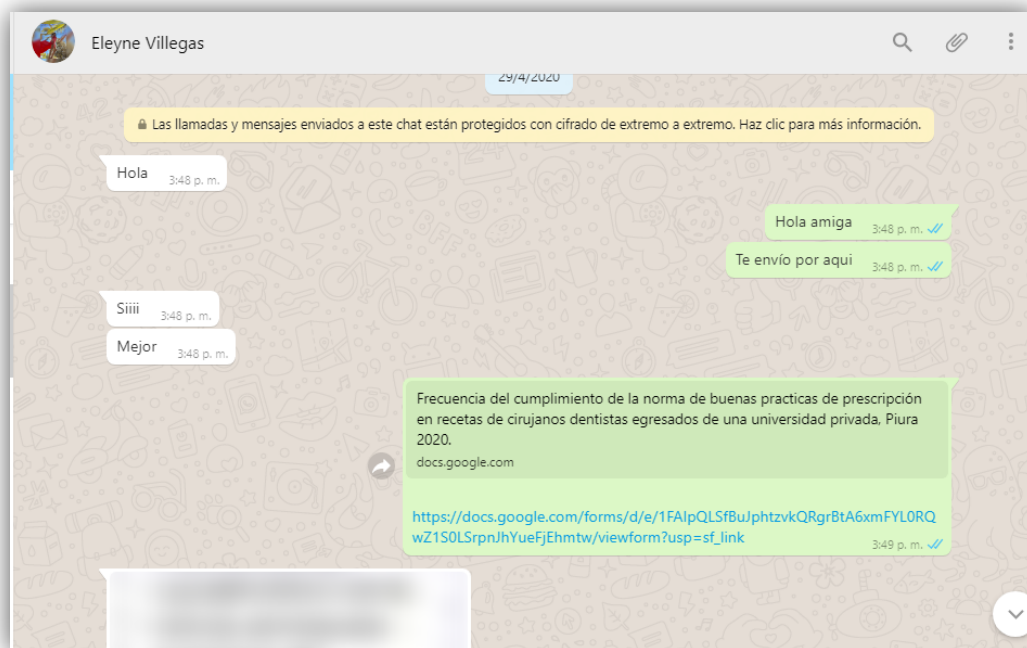 Eleyne Villegas
29/4/2020
Las llamadas y mensajes enviados a este chat están protegidos con cifrado de extremo a extremo. Haz clic para más información.
Hola 3:48 p. m.
Hola amiga 3:48 p. m.
Te envío por aqui 3:48 p. m.
Siiii 3:48 p. m.
Mejor 3:48 p. m.
Frecuencia del cumplimiento de la norma de buenas practicas de prescripción
en recetas de cirujanos dentistas egresados de una universidad privada, Piura
2020.
docs.google.com
https://docs.google.com/forms/d/e/1FAIpQLSfBuJphtzvkQRgrBtA6xmFYL0RQ
wZ1S0LSrpnJhYueFjEhmtw/viewform?usp=sf_link
3:49 p. m.